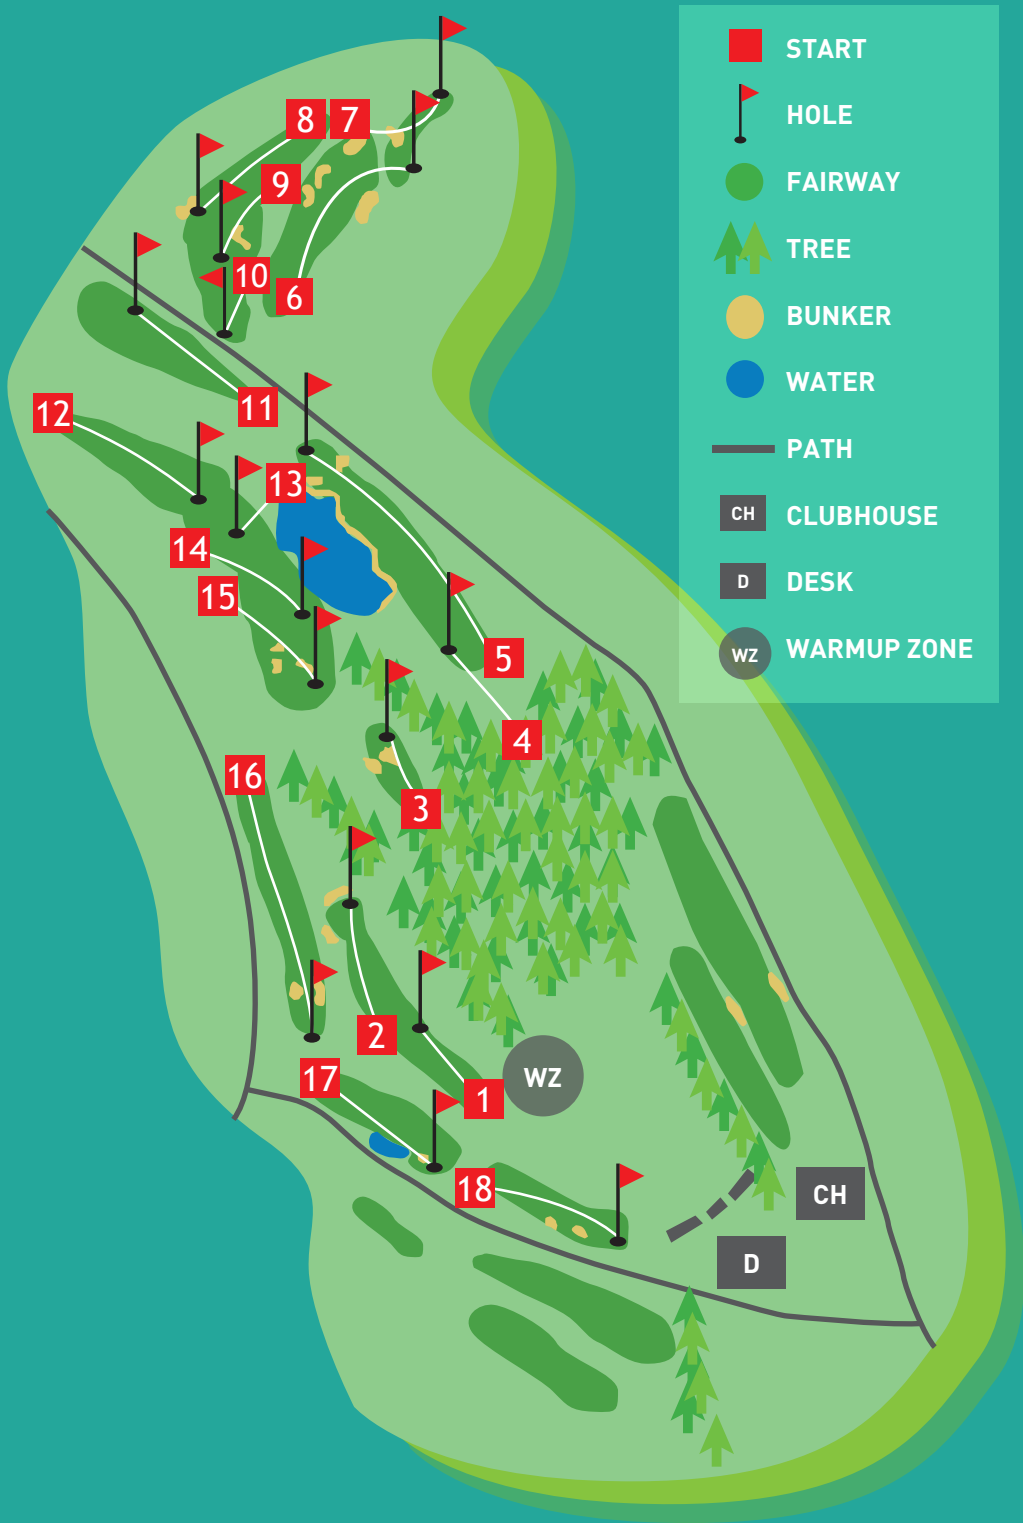 START
HOLE
FAIRWAY
TREE
BUNKER
WATER
PATH
CH CLUBHOUSE
D DESK
WZ WARMUP ZONE
8 7
9
10
6
11
12
13
14
15
5
4
16
3
2
17
1
WZ
18
CH
D